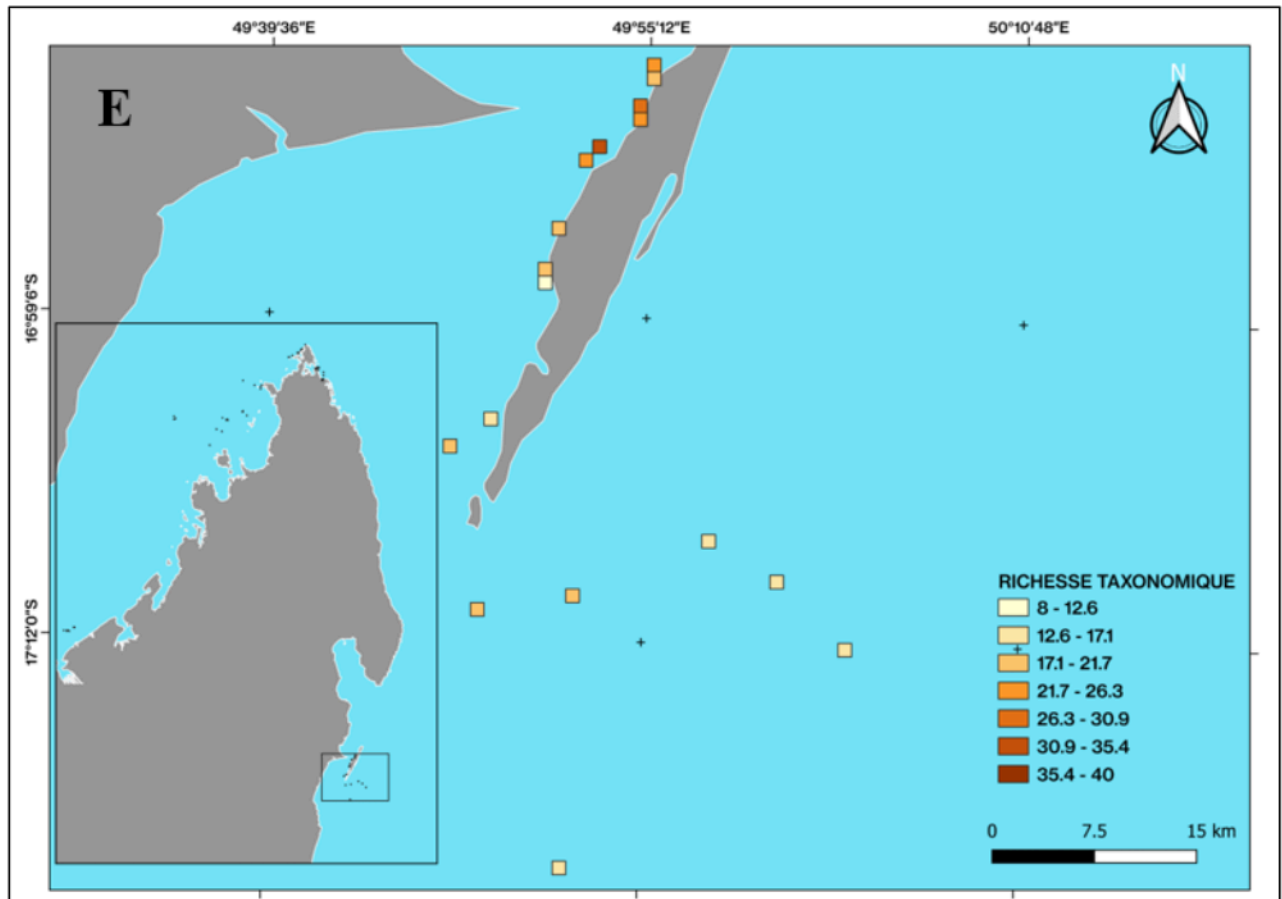 49°39'36"E 49°55'12"E 50°10'48"E
E
N
16°59'6"S
17°12'0"S
RICHESSE TAXONOMIQUE
8 - 12.6
12.6 - 17.1
17.1 - 21.7
21.7 - 26.3
26.3 - 30.9
30.9 - 35.4
35.4 - 40
0 7.5 15 km